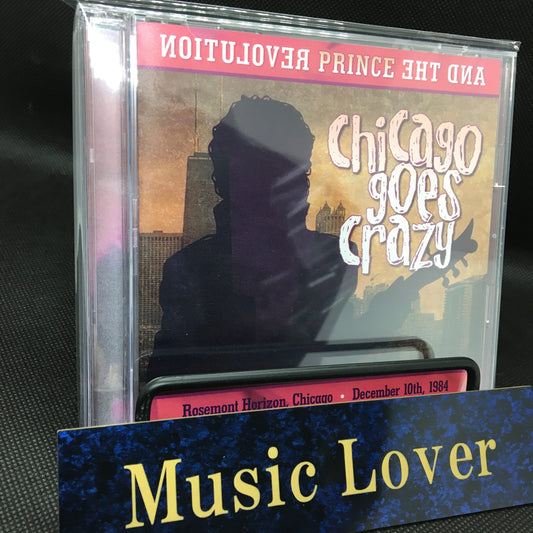 NOITULOVER PRINCE EHT DNA
Chicago
goes
crazy
Rosemont Horizon, Chicago • December 10th, 1984
Music Lover